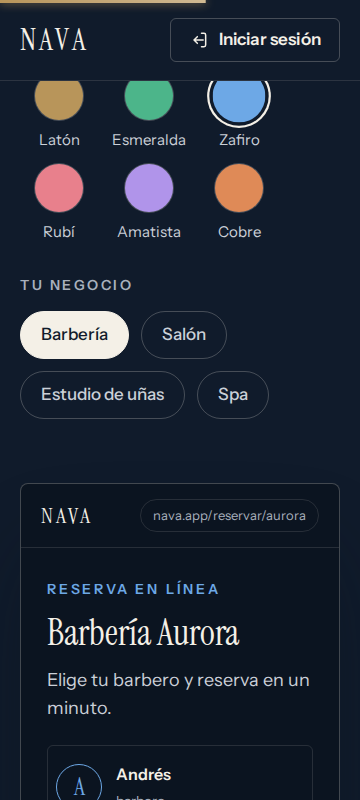 NAVA
Iniciar sesión
Latón
Esmeralda
Zafiro
Rubí
Amatista
Cobre
TU NEGOCIO
Barbería
Salón
Estudio de uñas
Spa
NAVA
nava.app/reservar/aurora
RESERVA EN LÍNEA
Barbería Aurora
Elige tu barbero y reserva en un
minuto.
A
Andrés